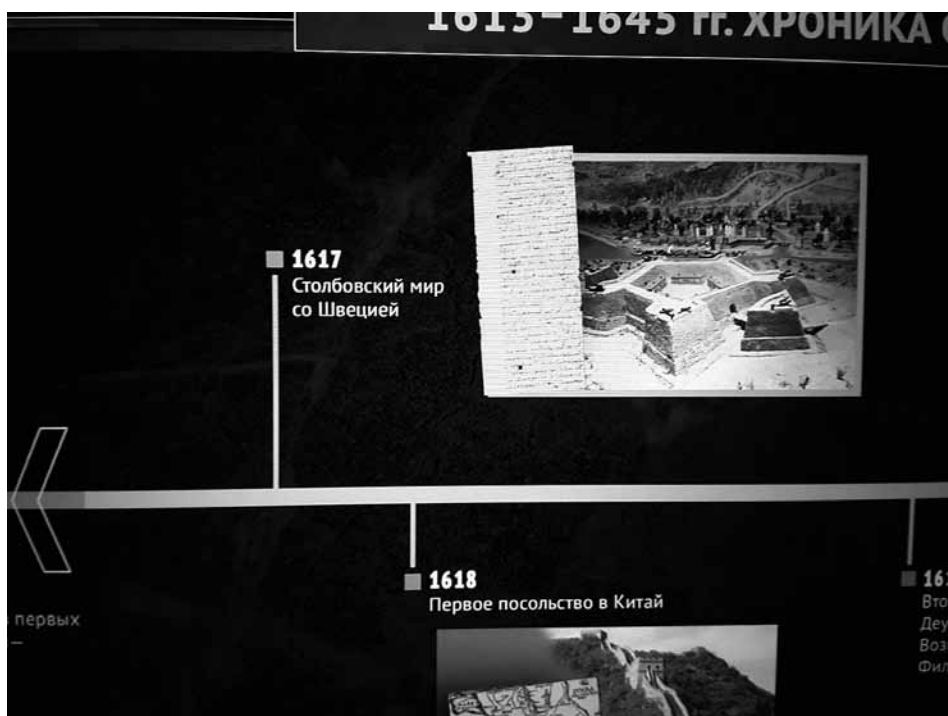 1613–1645 гг. ХРОНИКА
1617
Столбовский мир
со Швецией
1618
Первое посольство в Китай
первых
–